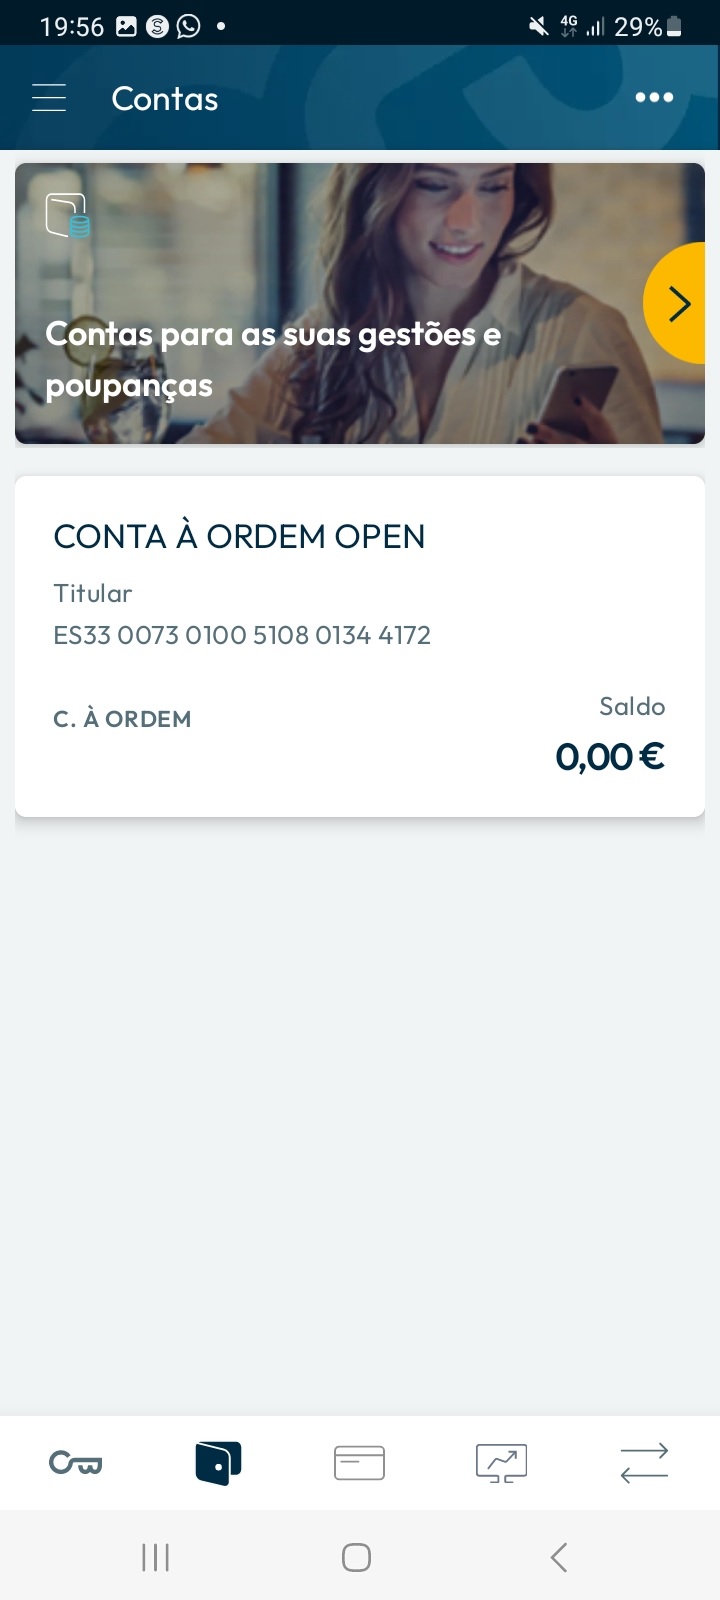 19:56
4G
29%
Contas
Contas para as suas gestões e
poupanças
CONTA À ORDEM OPEN
Titular
ES33 0073 0100 5108 0134 4172
C. À ORDEM
Saldo
0,00 €